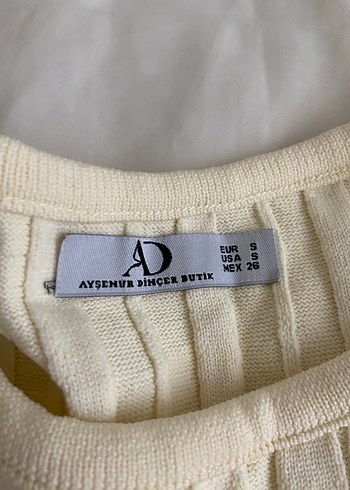 AD
AYŞENUR DİNÇER BUTİK
EUR S
USA S
MEX 26